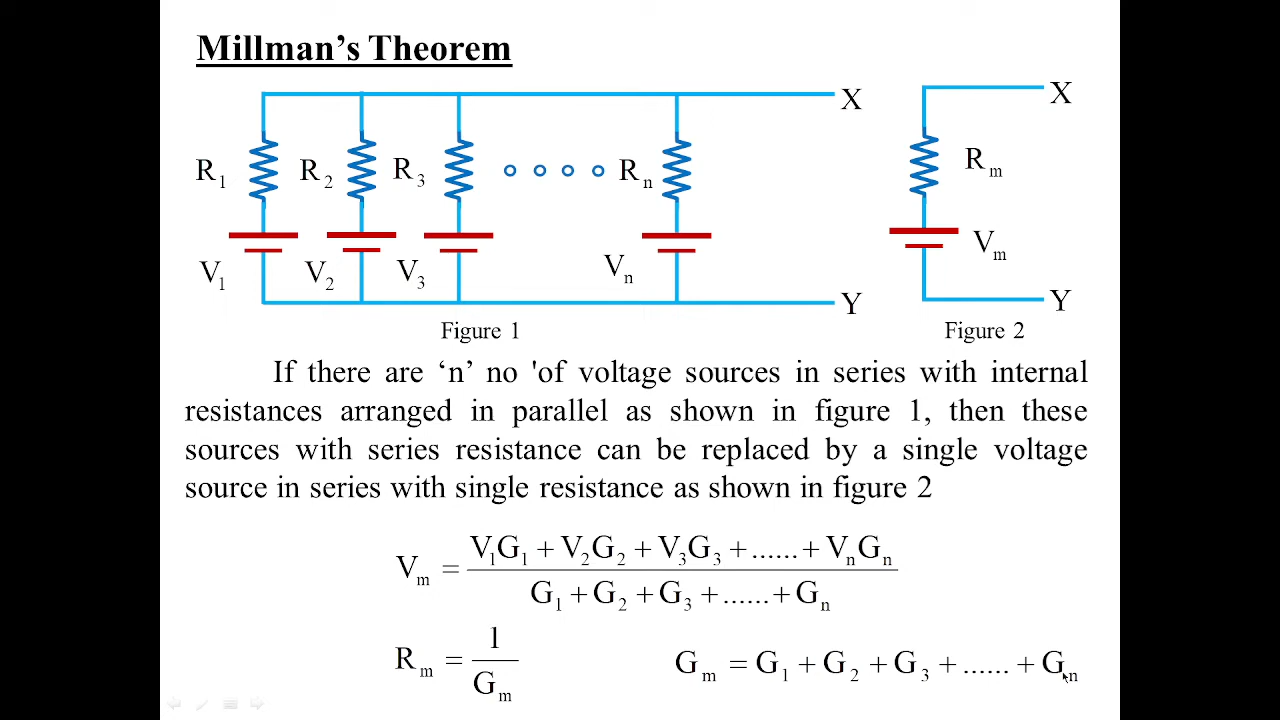 Millman's Theorem
R1 R2 R3 Rn X
V1 V2 V3 Vn Y
Figure 1
X
Rm
Vm
Y
Figure 2
If there are ‘n’ no 'of voltage sources in series with internal
resistances arranged in parallel as shown in figure 1, then these
sources with series resistance can be replaced by a single voltage
source in series with single resistance as shown in figure 2
Vm = (V1G1 + V2G2 + V3G3 + ...... + VnGn) / (G1 + G2 + G3 + ...... + Gn)
Rm = 1 / Gm
Gm = G1 + G2 + G3 + ...... + Gn